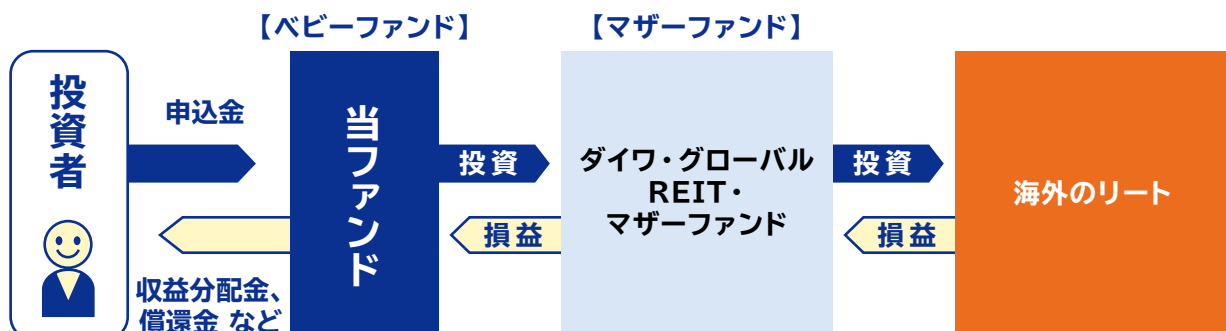 【ベビーファンド】
【マザーファンド】
投資者
申込金
収益分配金、
償還金 など
当ファンド
投資
損益
ダイワ・グローバル
REIT・
マザーファンド
投資
損益
海外のリート